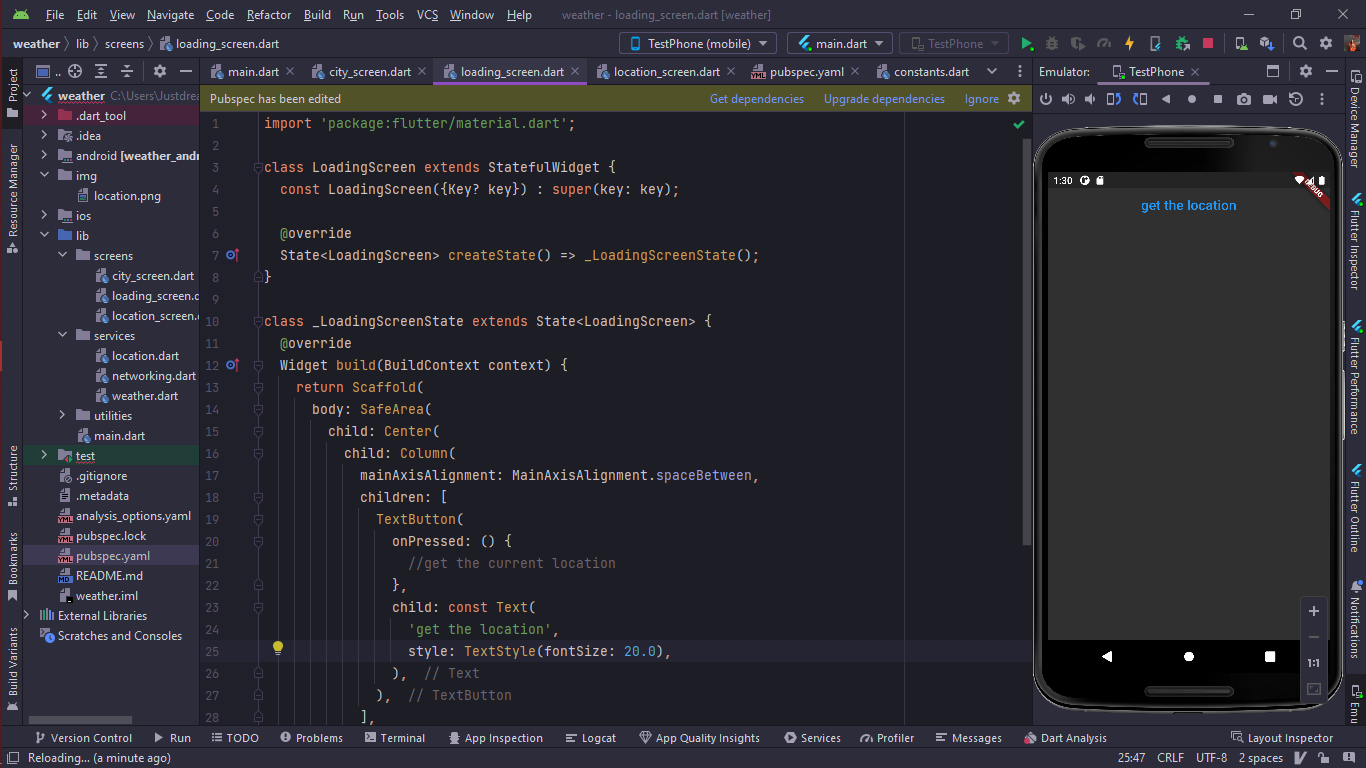 File Edit View Navigate Code Refactor Build Run Tools VCS Window Help weather - loading_screen.dart [weather]
weather lib screens loading_screen.dart TestPhone (mobile) main.dart TestPhone
Project
main.dart city_screen.dart loading_screen.dart location_screen.dart pubspec.yaml constants.dart Emulator: TestPhone
Pubspec has been edited Get dependencies Upgrade dependencies Ignore
weather C:\Users\Justdrea
.dart_tool
.idea
android [weather_andr
img
location.png
ios
lib
screens
city_screen.dart
loading_screen.d
location_screen.
services
location.dart
networking.dart
weather.dart
utilities
main.dart
test
.gitignore
.metadata
analysis_options.yaml
pubspec.lock
pubspec.yaml
README.md
weather.iml
External Libraries
Scratches and Consoles
Resource Manager
Structure
Bookmarks
Build Variants
1 import 'package:flutter/material.dart';
2
3 class LoadingScreen extends StatefulWidget {
4 const LoadingScreen({Key? key}) : super(key: key);
5
6 @override
7 State<LoadingScreen> createState() => _LoadingScreenState();
8 }
9
10 class _LoadingScreenState extends State<LoadingScreen> {
11 @override
12 Widget build(BuildContext context) {
13 return Scaffold(
14 body: SafeArea(
15 child: Center(
16 child: Column(
17 mainAxisAlignment: MainAxisAlignment.spaceBetween,
18 children: [
19 TextButton(
20 onPressed: () {
21 //get the current location
22 },
23 child: const Text(
24 'get the location',
25 style: TextStyle(fontSize: 20.0),
26 ), // Text
27 ), // TextButton
28 ],
1:30
DEBUG
get the location
1:1
Device Manager
Flutter Inspector
Flutter Performance
Flutter Outline
Notifications
Emu
Version Control Run TODO Problems Terminal App Inspection Logcat App Quality Insights Services Profiler Messages Dart Analysis Layout Inspector
Reloading... (a minute ago) 25:47 CRLF UTF-8 2 spaces